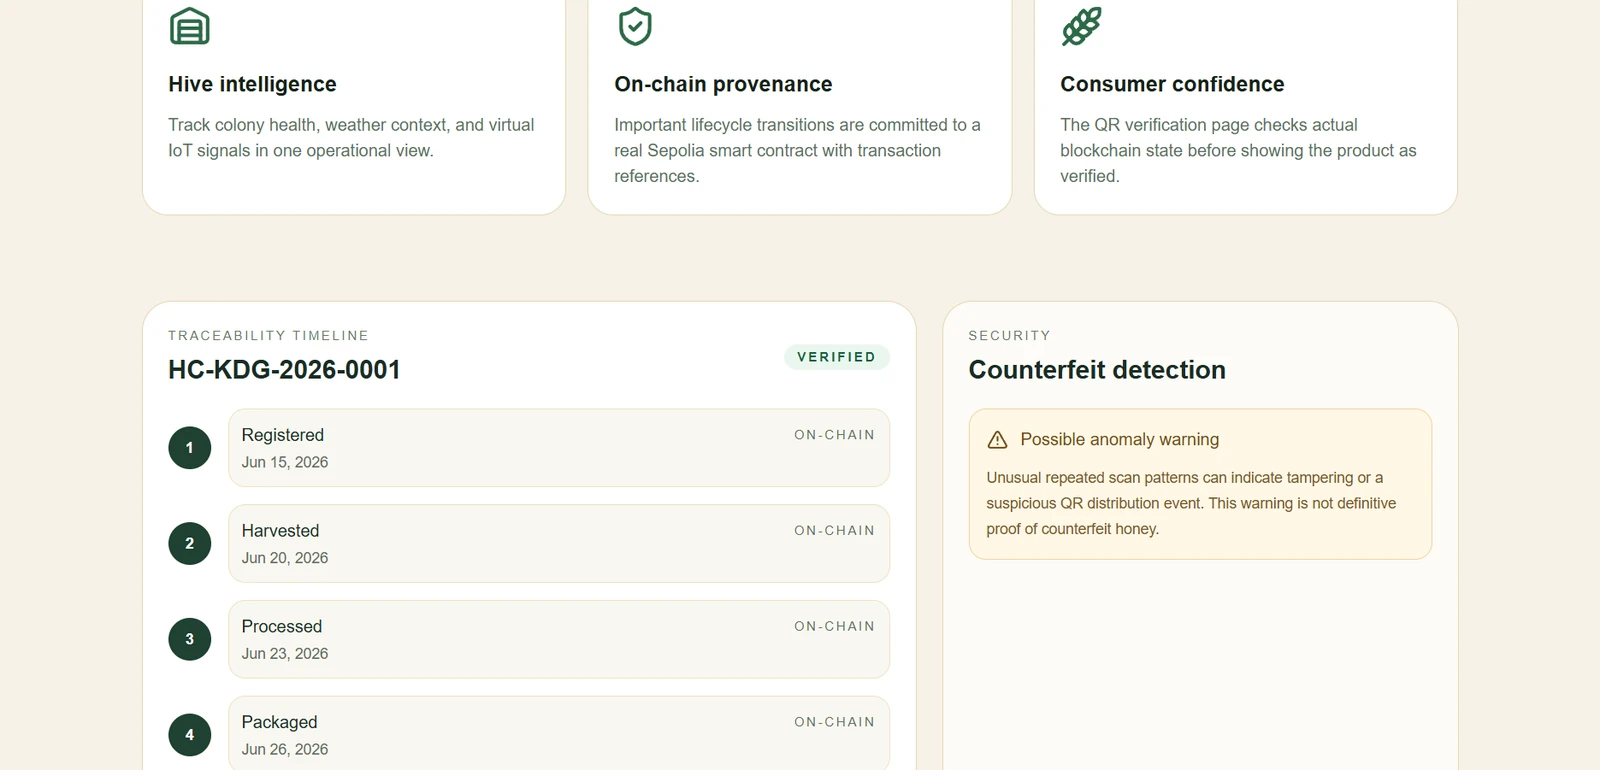 Hive intelligence
Track colony health, weather context, and virtual
IoT signals in one operational view.
On-chain provenance
Important lifecycle transitions are committed to a
real Sepolia smart contract with transaction
references.
Consumer confidence
The QR verification page checks actual
blockchain state before showing the product as
verified.
TRACEABILITY TIMELINE
HC-KDG-2026-0001
VERIFIED
1
Registered
ON-CHAIN
Jun 15, 2026
2
Harvested
ON-CHAIN
Jun 20, 2026
3
Processed
ON-CHAIN
Jun 23, 2026
4
Packaged
ON-CHAIN
Jun 26, 2026
SECURITY
Counterfeit detection
Possible anomaly warning
Unusual repeated scan patterns can indicate tampering or a
suspicious QR distribution event. This warning is not definitive
proof of counterfeit honey.